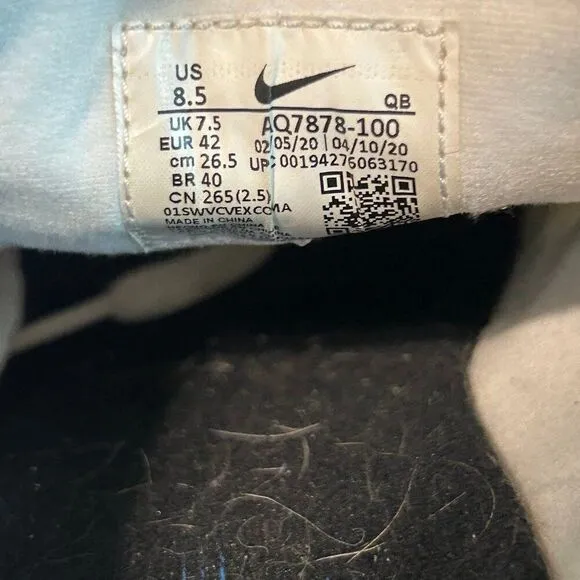 US
8.5
QB
UK 7.5 AQ7878-100
EUR 42 02/05/20 | 04/10/20
cm 26.5 UPC 00194276063170
BR 40
CN 265(2.5)
01SWVCVEXCCMA
MADE IN CHINA